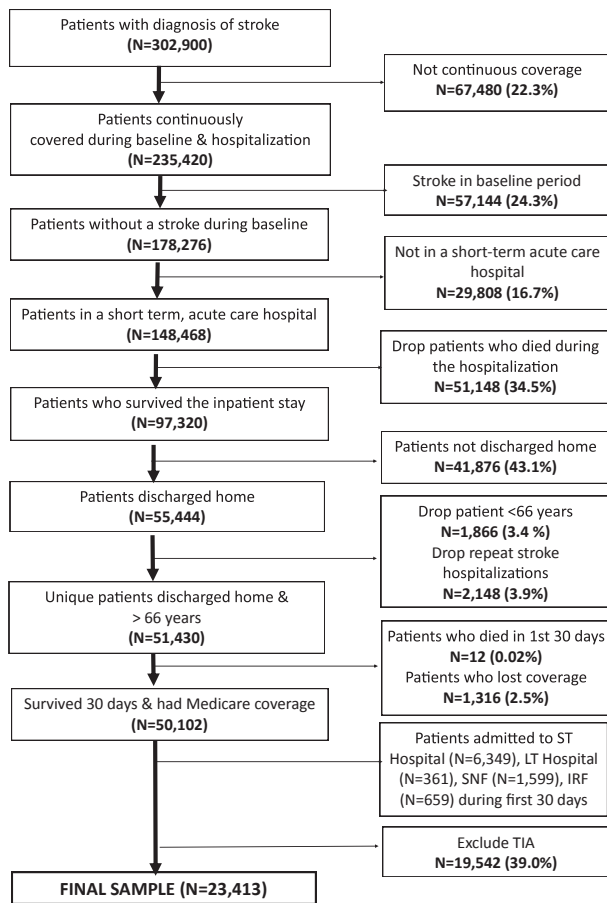 Patients with diagnosis of stroke
(N=302,900)
Not continuous coverage
N=67,480 (22.3%)
Patients continuously
covered during baseline & hospitalization
(N=235,420)
Stroke in baseline period
N=57,144 (24.3%)
Patients without a stroke during baseline
(N=178,276)
Not in a short-term acute care
hospital
N=29,808 (16.7%)
Patients in a short term, acute care hospital
(N=148,468)
Drop patients who died during
the hospitalization
N=51,148 (34.5%)
Patients who survived the inpatient stay
(N=97,320)
Patients not discharged home
N=41,876 (43.1%)
Patients discharged home
(N=55,444)
Drop patient <66 years
N=1,866 (3.4 %)
Drop repeat stroke
hospitalizations
N=2,148 (3.9%)
Unique patients discharged home &
> 66 years
(N=51,430)
Patients who died in 1st 30 days
N=12 (0.02%)
Patients who lost coverage
N=1,316 (2.5%)
Survived 30 days & had Medicare coverage
(N=50,102)
Patients admitted to ST
Hospital (N=6,349), LT Hospital
(N=361), SNF (N=1,599), IRF
(N=659) during first 30 days
Exclude TIA
N=19,542 (39.0%)
FINAL SAMPLE (N=23,413)